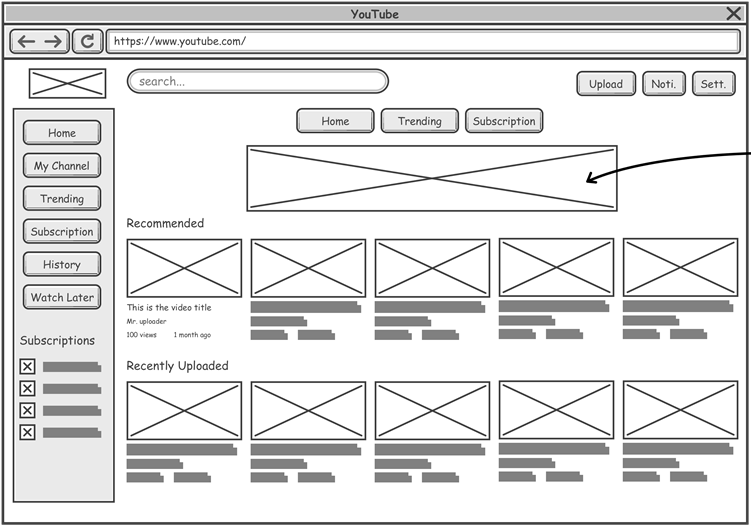 YouTube
https://www.youtube.com/
search...
Upload
Noti.
Sett.
Home
Trending
Subscription
Home
My Channel
Trending
Subscription
History
Watch Later
Subscriptions
Recommended
This is the video title
Mr. uploader
100 views 1 month ago
Recently Uploaded